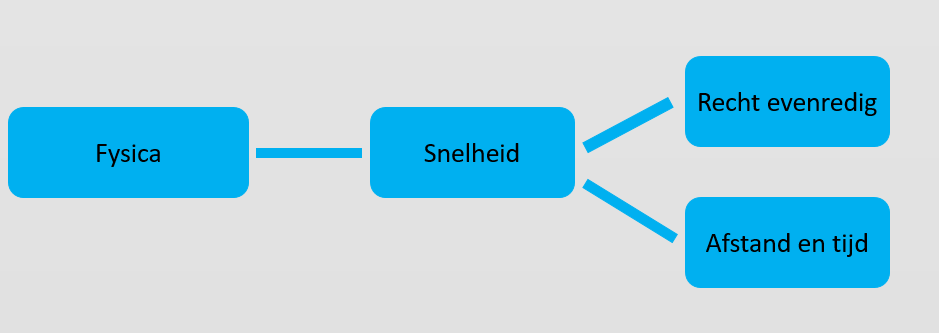 Fysica
Snelheid
Recht evenredig
Afstand en tijd